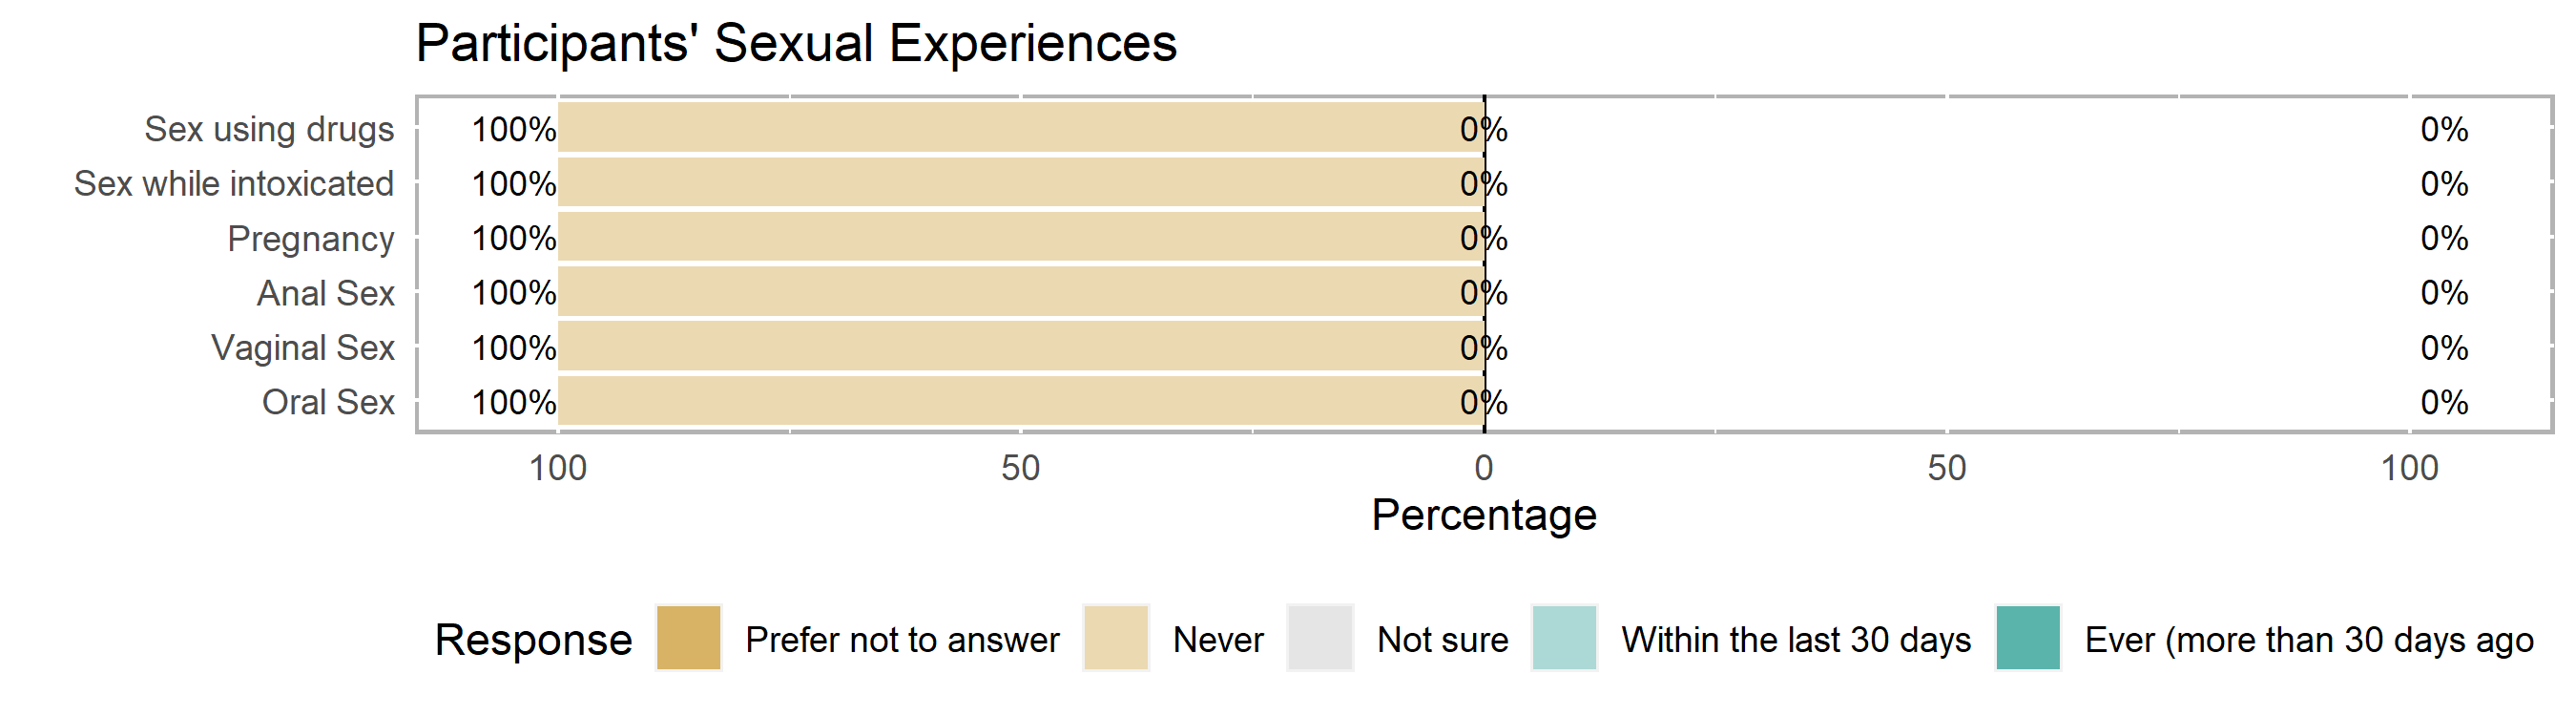 Participants' Sexual Experiences
Sex using drugs 100% 0% 0%
Sex while intoxicated 100% 0% 0%
Pregnancy 100% 0% 0%
Anal Sex 100% 0% 0%
Vaginal Sex 100% 0% 0%
Oral Sex 100% 0% 0%
100 50 0 50 100
Percentage
Response Prefer not to answer Never Not sure Within the last 30 days Ever (more than 30 days ago